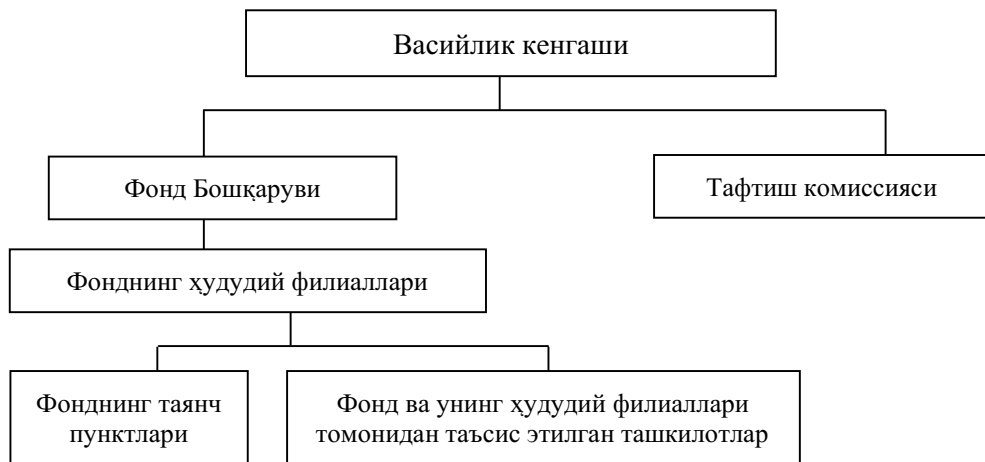 Васийлик кенгаши
Фонд Бошқаруви
Тафтиш комиссияси
Фонднинг ҳудудий филиаллари
Фонднинг таянч
пунктлари
Фонд ва унинг ҳудудий филиаллари
томонидан таъсис этилган ташкилотлар